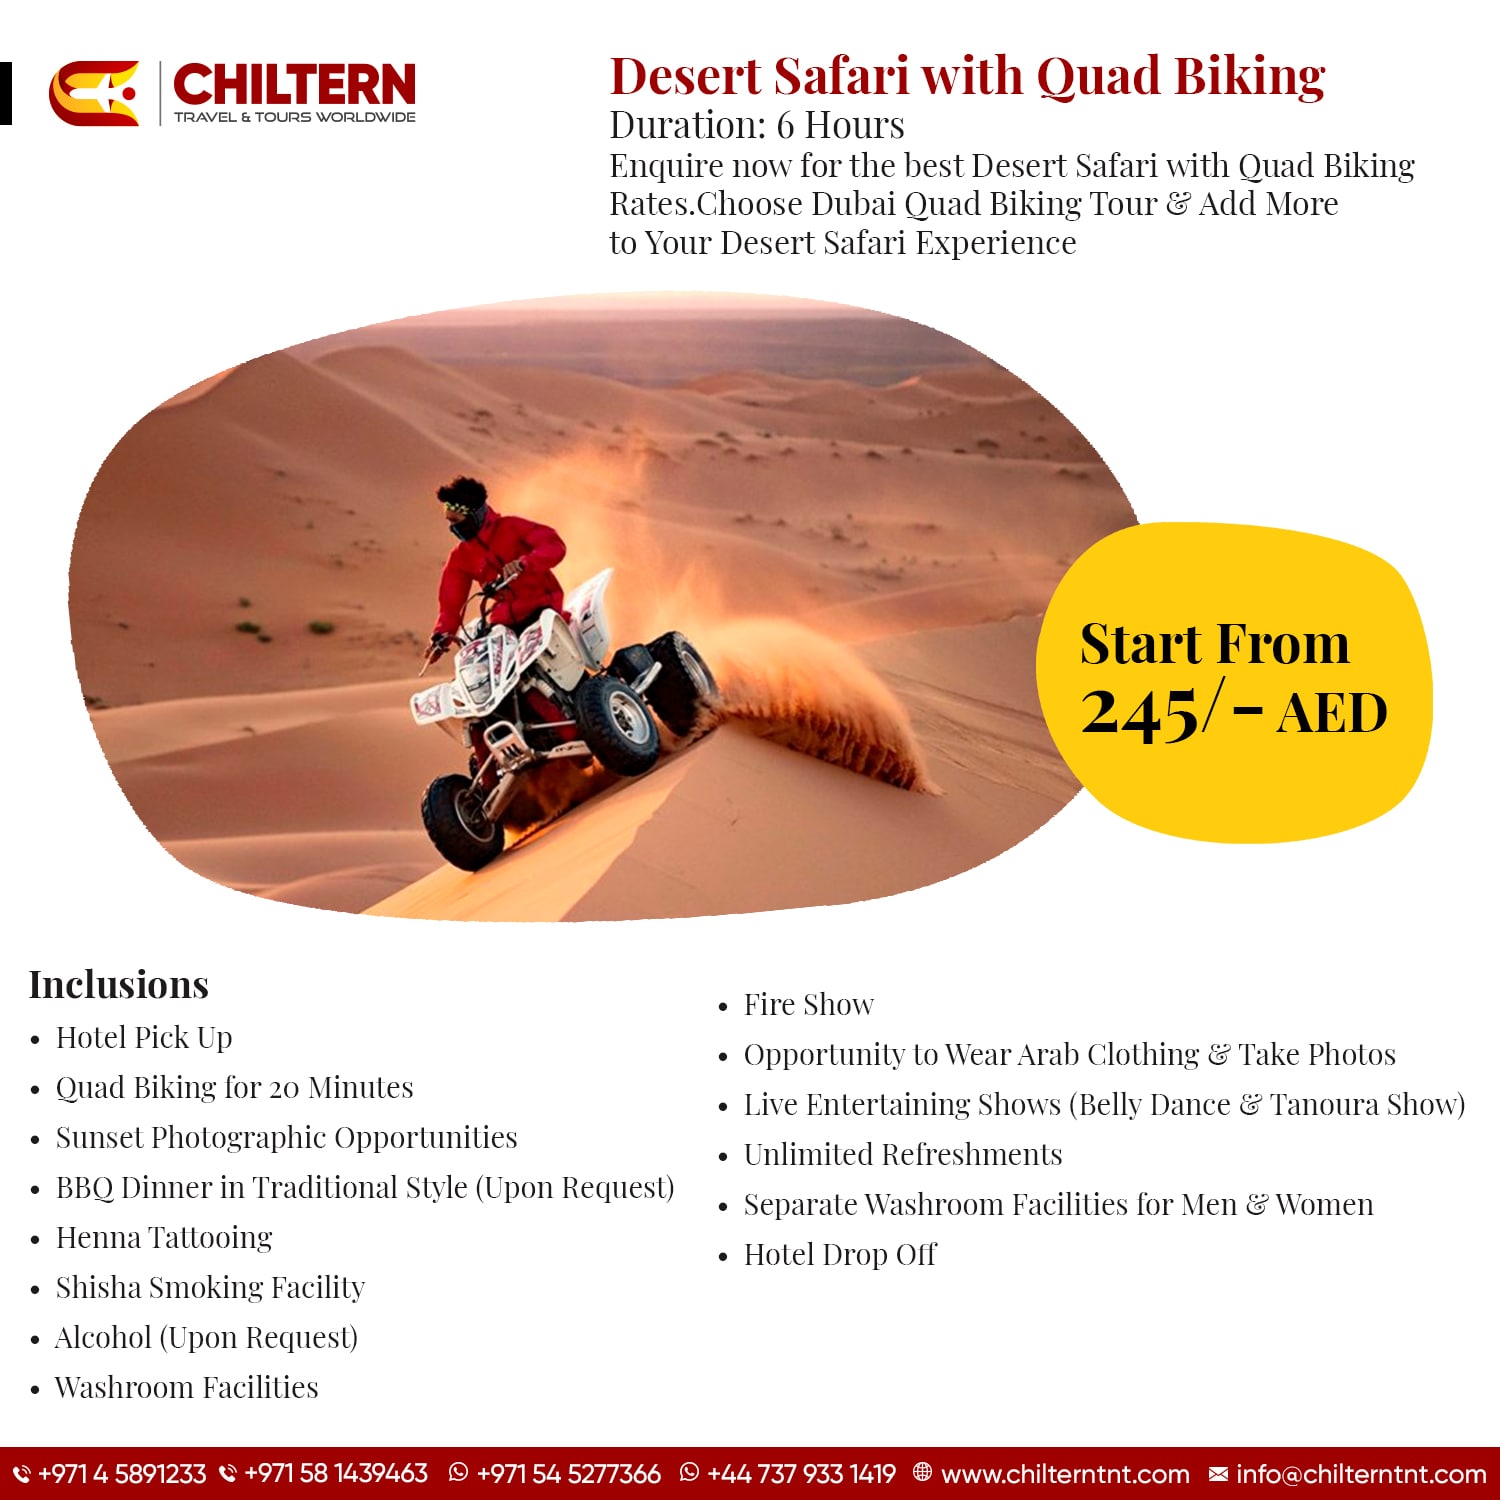 CHILTERN
TRAVEL & TOURS WORLDWIDE
Desert Safari with Quad Biking
Duration: 6 Hours
Enquire now for the best Desert Safari with Quad Biking
Rates.Choose Dubai Quad Biking Tour & Add More
to Your Desert Safari Experience
Start From
245/- AED
Inclusions
• Hotel Pick Up
• Quad Biking for 20 Minutes
• Sunset Photographic Opportunities
• BBQ Dinner in Traditional Style (Upon Request)
• Henna Tattooing
• Shisha Smoking Facility
• Alcohol (Upon Request)
• Washroom Facilities
• Fire Show
• Opportunity to Wear Arab Clothing & Take Photos
• Live Entertaining Shows (Belly Dance & Tanoura Show)
• Unlimited Refreshments
• Separate Washroom Facilities for Men & Women
• Hotel Drop Off
+971 4 5891233 +971 58 1439463 +971 54 5277366 +44 737 933 1419 www.chilterntnt.com info@chilterntnt.com